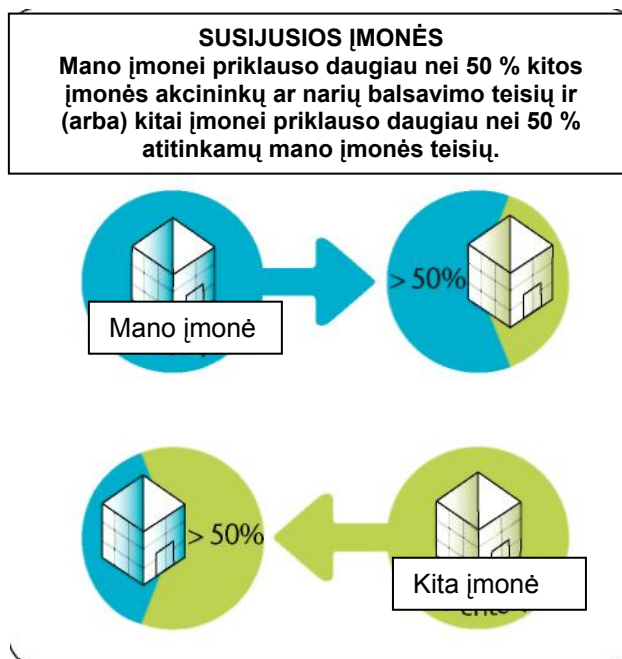 SUSIJUSIOS ĮMONĖS
Mano įmonei priklauso daugiau nei 50 % kitos
įmonės akcininkų ar narių balsavimo teisių ir
(arba) kitai įmonei priklauso daugiau nei 50 %
atitinkamų mano įmonės teisių.
> 50%
Mano įmonė
> 50%
Kita įmonė